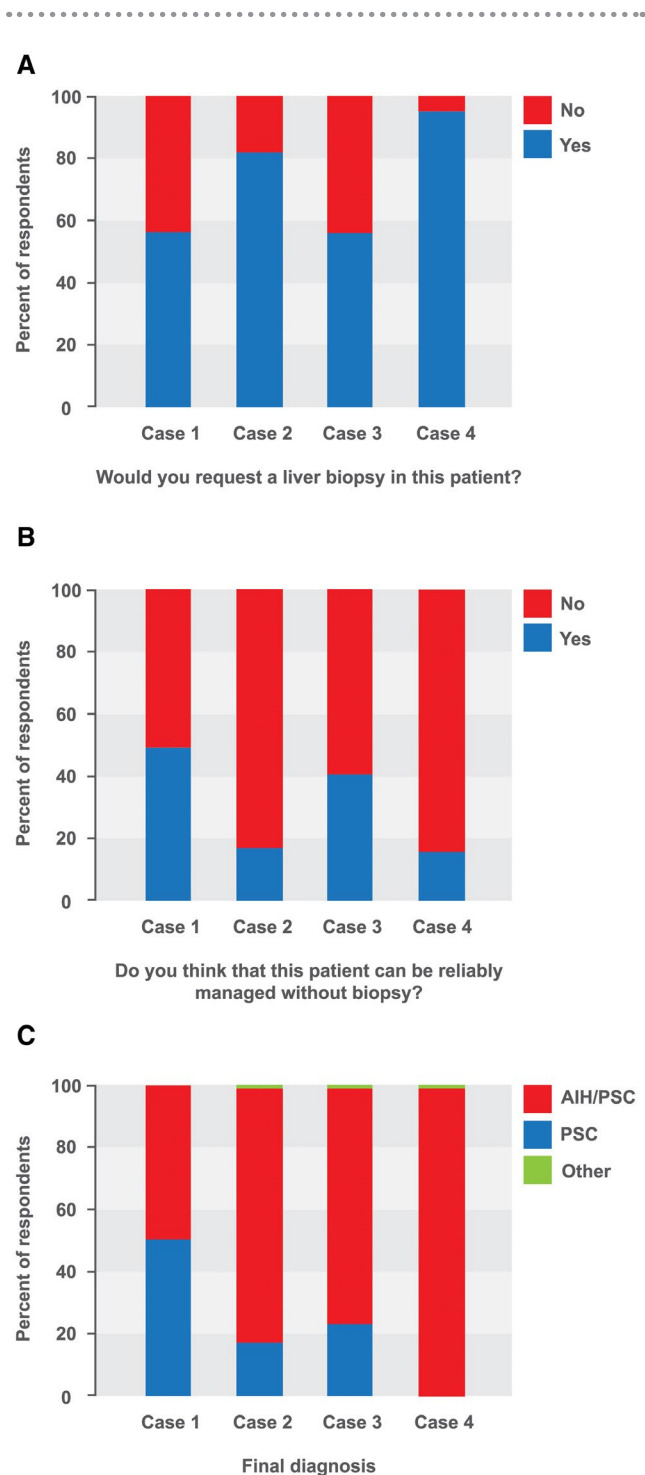 A
100
80
60
40
20
0
Percent of respondents
No
Yes
Case 1 Case 2 Case 3 Case 4
Would you request a liver biopsy in this patient?
B
100
80
60
40
20
0
Percent of respondents
No
Yes
Case 1 Case 2 Case 3 Case 4
Do you think that this patient can be reliably
managed without biopsy?
C
100
80
60
40
20
0
Percent of respondents
AIH/PSC
PSC
Other
Case 1 Case 2 Case 3 Case 4
Final diagnosis